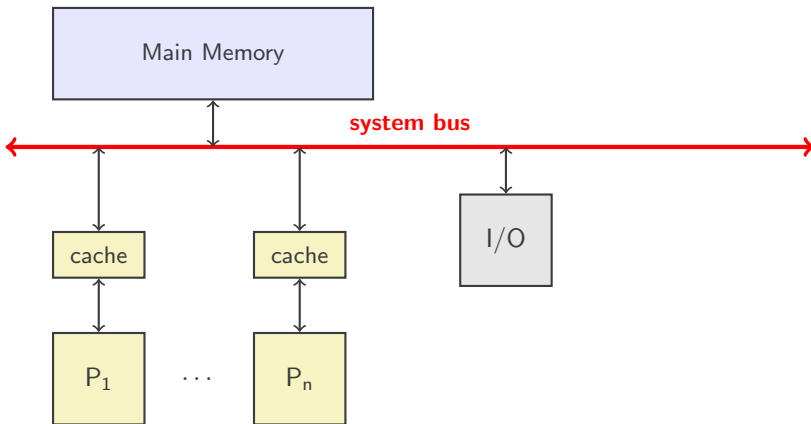 Main Memory
system bus
I/O
cache
cache
P₁
...
Pₙ